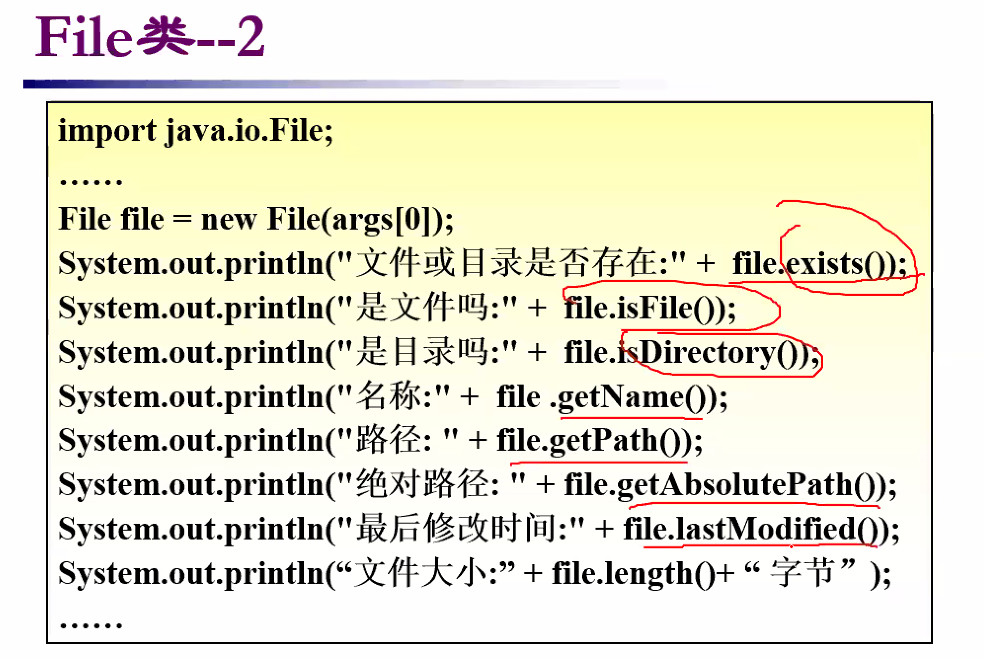 File类--2
import java.io.File;
……
File file = new File(args[0]);
System.out.println("文件或目录是否存在:" + file.exists());
System.out.println("是文件吗:" + file.isFile());
System.out.println("是目录吗:" + file.isDirectory());
System.out.println("名称:" + file .getName());
System.out.println("路径: " + file.getPath());
System.out.println("绝对路径: " + file.getAbsolutePath());
System.out.println("最后修改时间:" + file.lastModified());
System.out.println(“文件大小:” + file.length()+ “ 字节” );
……